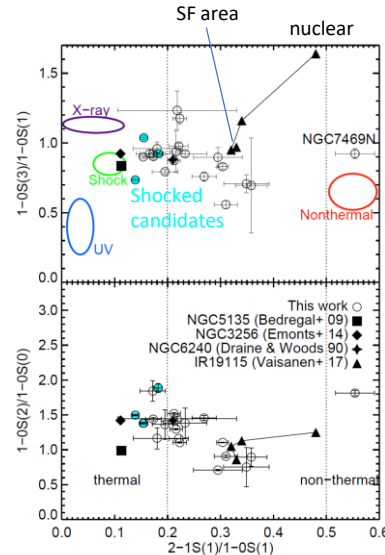 SF area
nuclear
1.5
1.0
0.5
0.0
1-0S(3)/1-0S(1)
X-ray
Shock
Shocked
candidates
UV
NGC7469N
Nonthermal
2.5
2.0
1.5
1.0
0.5
0.0
1-0S(2)/1-0S(0)
This work
NGC5135 (Bedregal+ 09)
NGC3256 (Emonts+ 14)
NGC6240 (Draine & Woods 90)
IR19115 (Vaisanen+ 17)
thermal
non-thermal
0.0 0.1 0.2 0.3 0.4 0.5 0.6
2-1S(1)/1-0S(1)